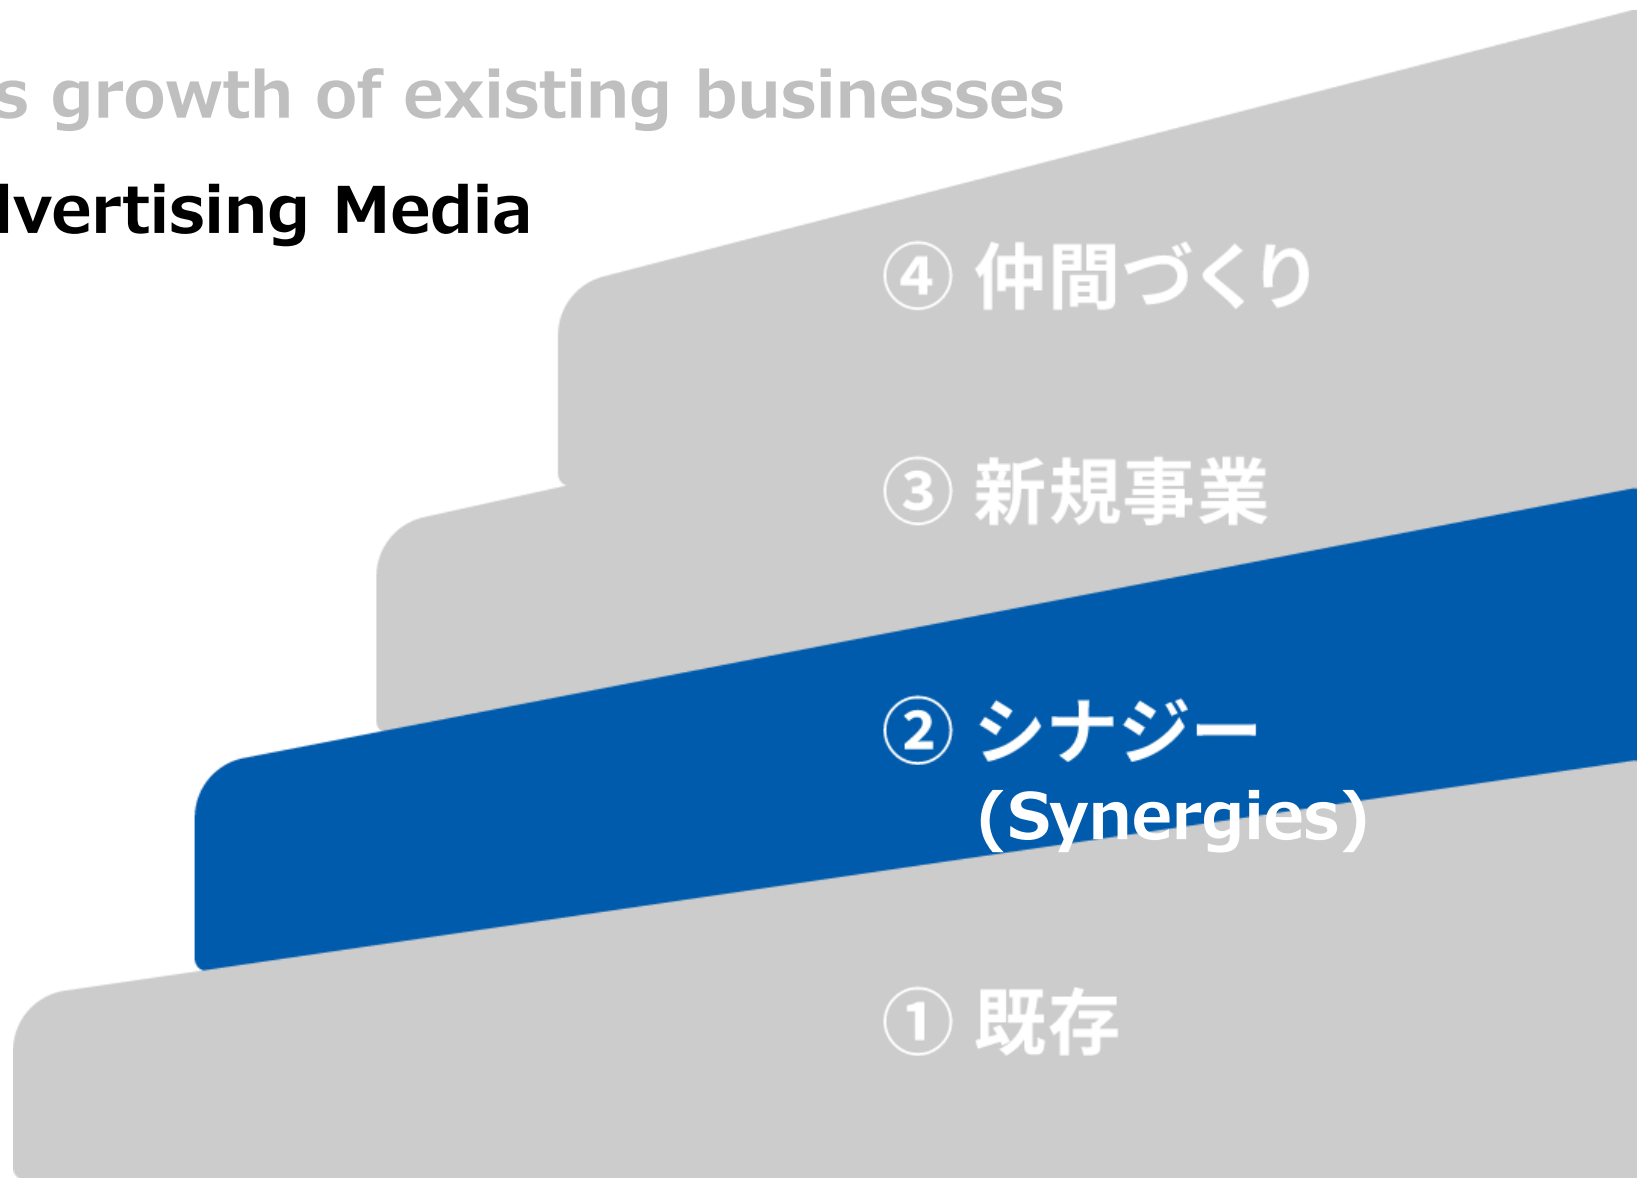 s growth of existing businesses
dvertising Media
④ 仲間づくり
③ 新規事業
② シナジー
(Synergies)
① 既存